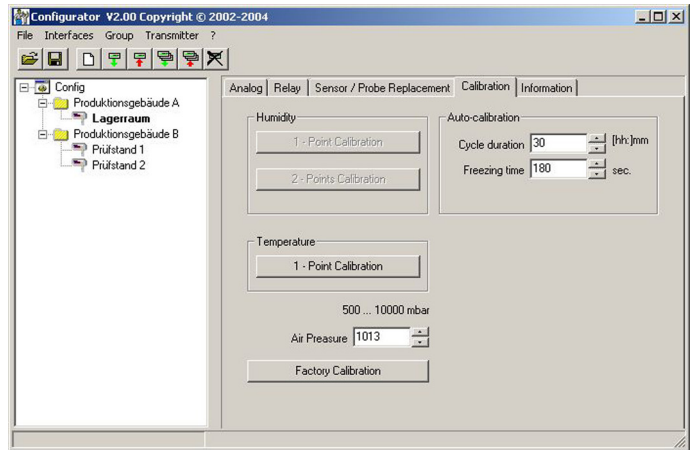 Configurator V2.00 Copyright © 2002-2004
File Interfaces Group Transmitter ?
Config
Produktionsgebäude A
Lagerraum
Produktionsgebäude B
Prüfstand 1
Prüfstand 2
Analog Relay Sensor / Probe Replacement Calibration Information
Humidity
1 - Point Calibration
2 - Points Calibration
Auto-calibration
Cycle duration 30 [hh:]mm
Freezing time 180 sec.
Temperature
1 - Point Calibration
500 ... 10000 mbar
Air Preasure 1013
Factory Calibration